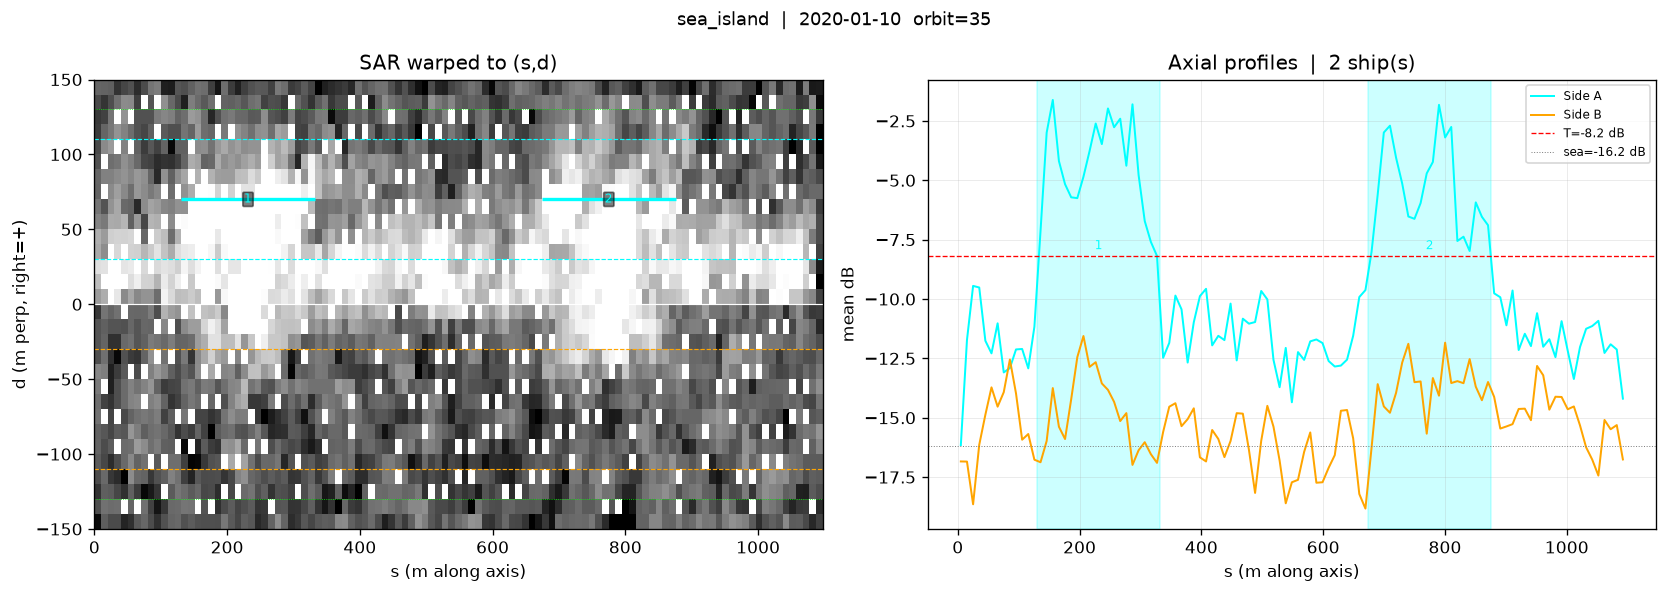 sea_island | 2020-01-10 orbit=35
SAR warped to (s,d)
150
100
50
0
−50
−100
−150
d (m perp, right=+)
1
2
0
200
400
600
800
1000
s (m along axis)
Axial profiles | 2 ship(s)
−2.5
−5.0
−7.5
−10.0
−12.5
−15.0
−17.5
mean dB
Side A
Side B
T=-8.2 dB
sea=-16.2 dB
1
2
0
200
400
600
800
1000
s (m along axis)